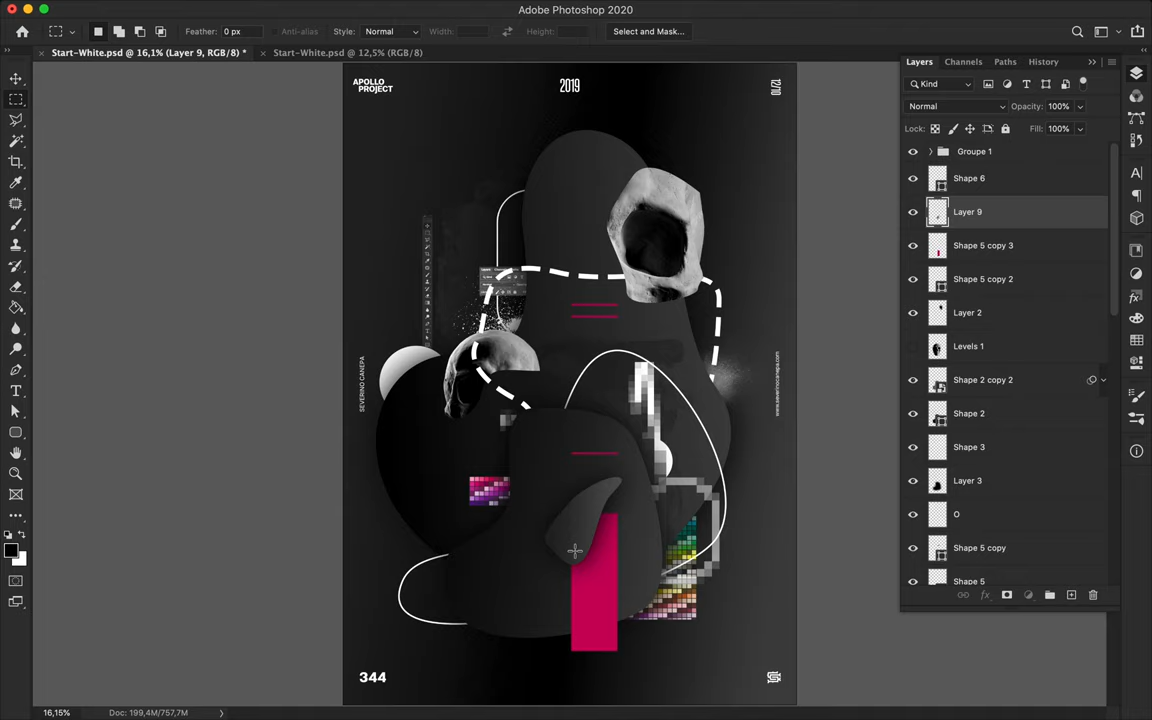 Adobe Photoshop 2020
Feather: 0 px
Anti-alias
Style: Normal
Width:
Height:
Select and Mask...
Start-White.psd @ 16,1% (Layer 9, RGB/8) *
Start-White.psd @ 12,5% (RGB/8)
Layers
Channels
Paths
History
Kind
Normal
Opacity: 100%
Lock:
Fill: 100%
Groupe 1
Shape 6
Layer 9
Shape 5 copy 3
Shape 5 copy 2
Layer 2
Levels 1
Shape 2 copy 2
Shape 2
Shape 3
Layer 3
O
Shape 5 copy
Shape 5
APOLLO
PROJECT
2019
12/10
SEVERINO CANEPA
www.severinocanepa.com
344
16,15%
Doc: 199,4M/757,7M